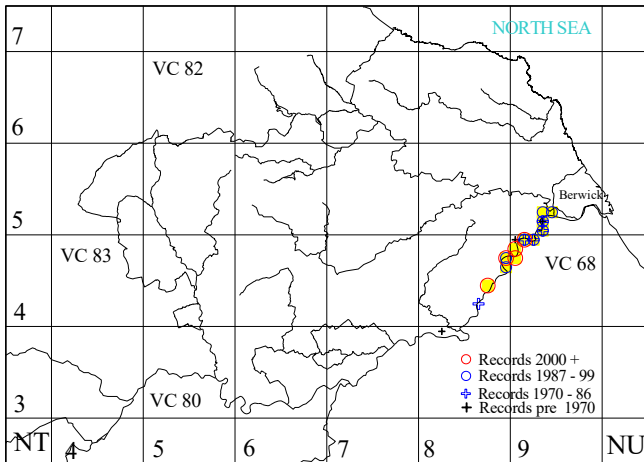 NORTH SEA
7
VC 82
6
Berwick
5
VC 83
VC 68
4
Records 2000 +
Records 1987 - 99
Records 1970 - 86
Records pre 1970
VC 80
3
NT 4 5 6 7 8 9 NU